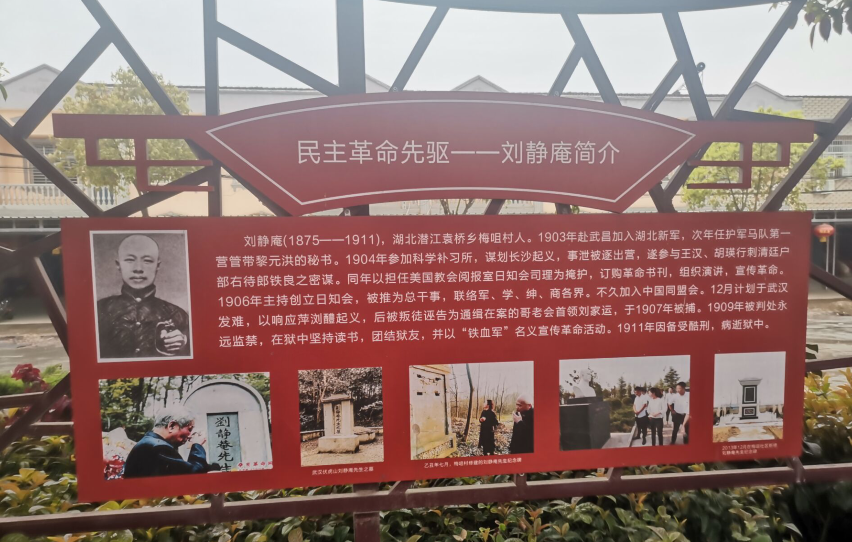 民主革命先驱——刘静庵简介
刘静庵(1875——1911)，湖北潜江袁桥乡梅咀村人。1903年赴武昌加入湖北新军，次年任护军马队第一
营管带黎元洪的秘书。1904年参加科学补习所，谋划长沙起义，事泄被逐出营，遂参与王汉、胡瑛行刺清廷户
部右待郎铁良之密谋。同年以担任美国教会阅报室日知会司理为掩护，订购革命书刊，组织演讲，宣传革命。
1906年主持创立日知会，被推为总干事，联络军、学、绅、商各界。不久加入中国同盟会。12月计划于武汉
发难，以响应萍浏醴起义，后被叛徒诬告为通缉在案的哥老会首领刘家运，于1907年被捕。1909年被判处永
远监禁，在狱中坚持读书，团结狱友，并以“铁血军”名义宣传革命活动。1911年因备受酷刑，病逝狱中。
劉静菴先生
武汉伏虎山刘静庵先生之墓